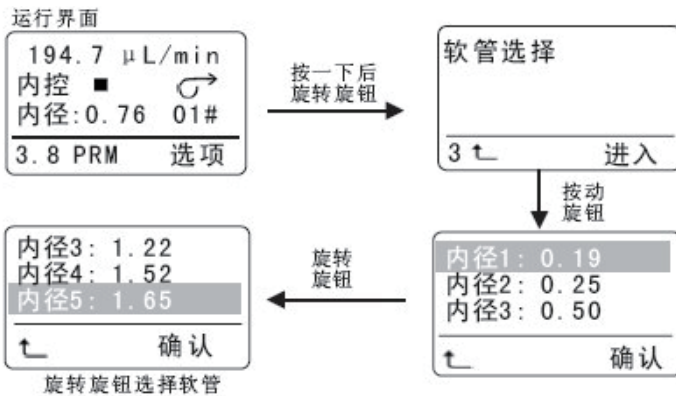 运行界面
194.7 μL/min
内控 ■
内径:0.76 01#
3.8 PRM 选项
按一下后
旋转旋钮
软管选择
3 进入
按动
旋钮
内径1: 0.19
内径2: 0.25
内径3: 0.50
确认
旋转
旋钮
内径3: 1.22
内径4: 1.52
内径5: 1.65
确认
旋转旋钮选择软管